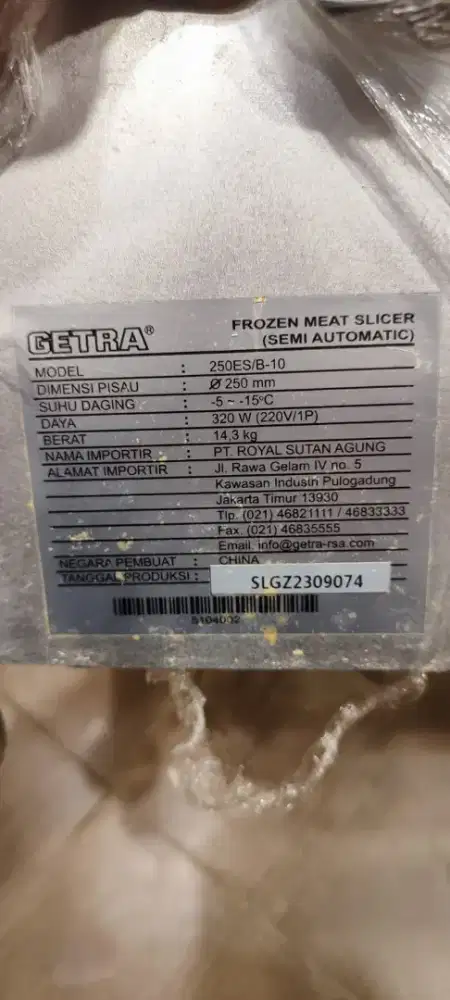 GETRA®
FROZEN MEAT SLICER
(SEMI AUTOMATIC)
MODEL : 250ES/B-10
DIMENSI PISAU : Ø 250 mm
SUHU DAGING : -5 ~ -15°C
DAYA : 320 W (220V/1P)
BERAT : 14,3 kg
NAMA IMPORTIR : PT. ROYAL SUTAN AGUNG
ALAMAT IMPORTIR : Jl. Rawa Gelam IV no. 5
Kawasan Indusin Pulogadung
Jakarta Timur 13930
Tlp. (021) 46821111 / 46833333
Fax. (021) 46835555
Email. info@getra-rsa.com
NEGARA PEMBUAT : CHINA
TANGGAL PRODUKSI : SLGZ2309074